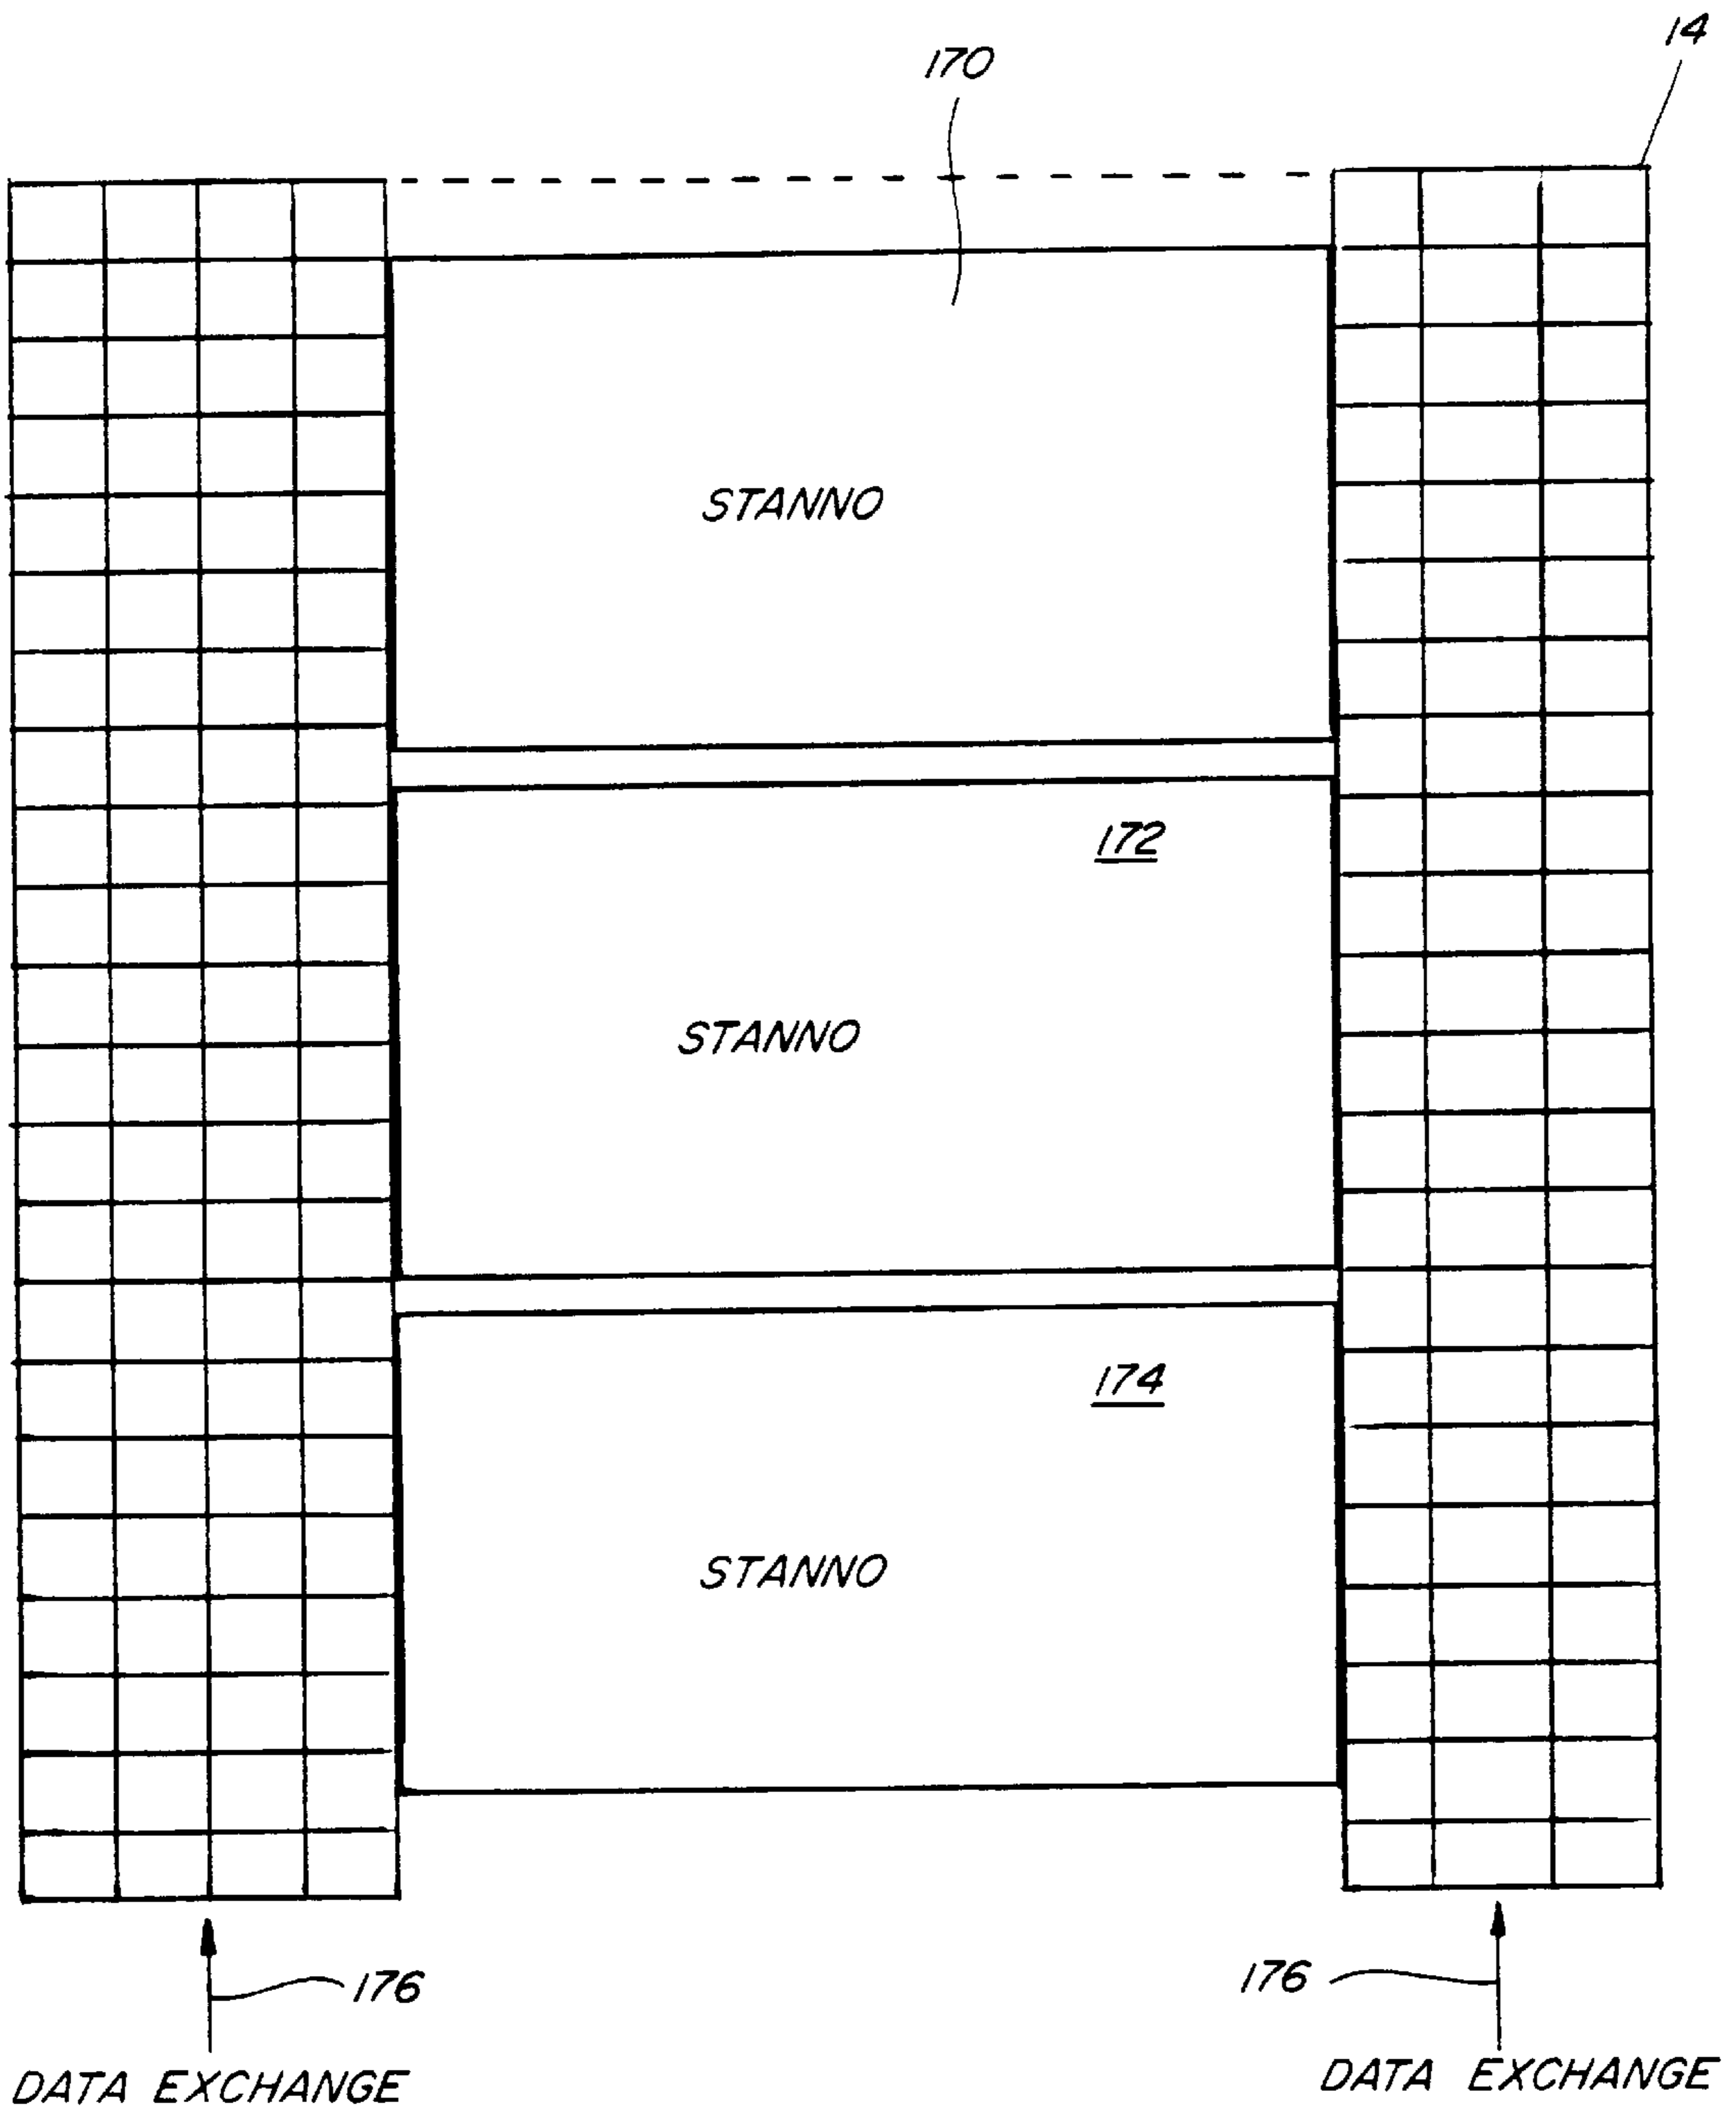 14
170
STANNO
172
STANNO
174
STANNO
176
176
DATA EXCHANGE
DATA EXCHANGE